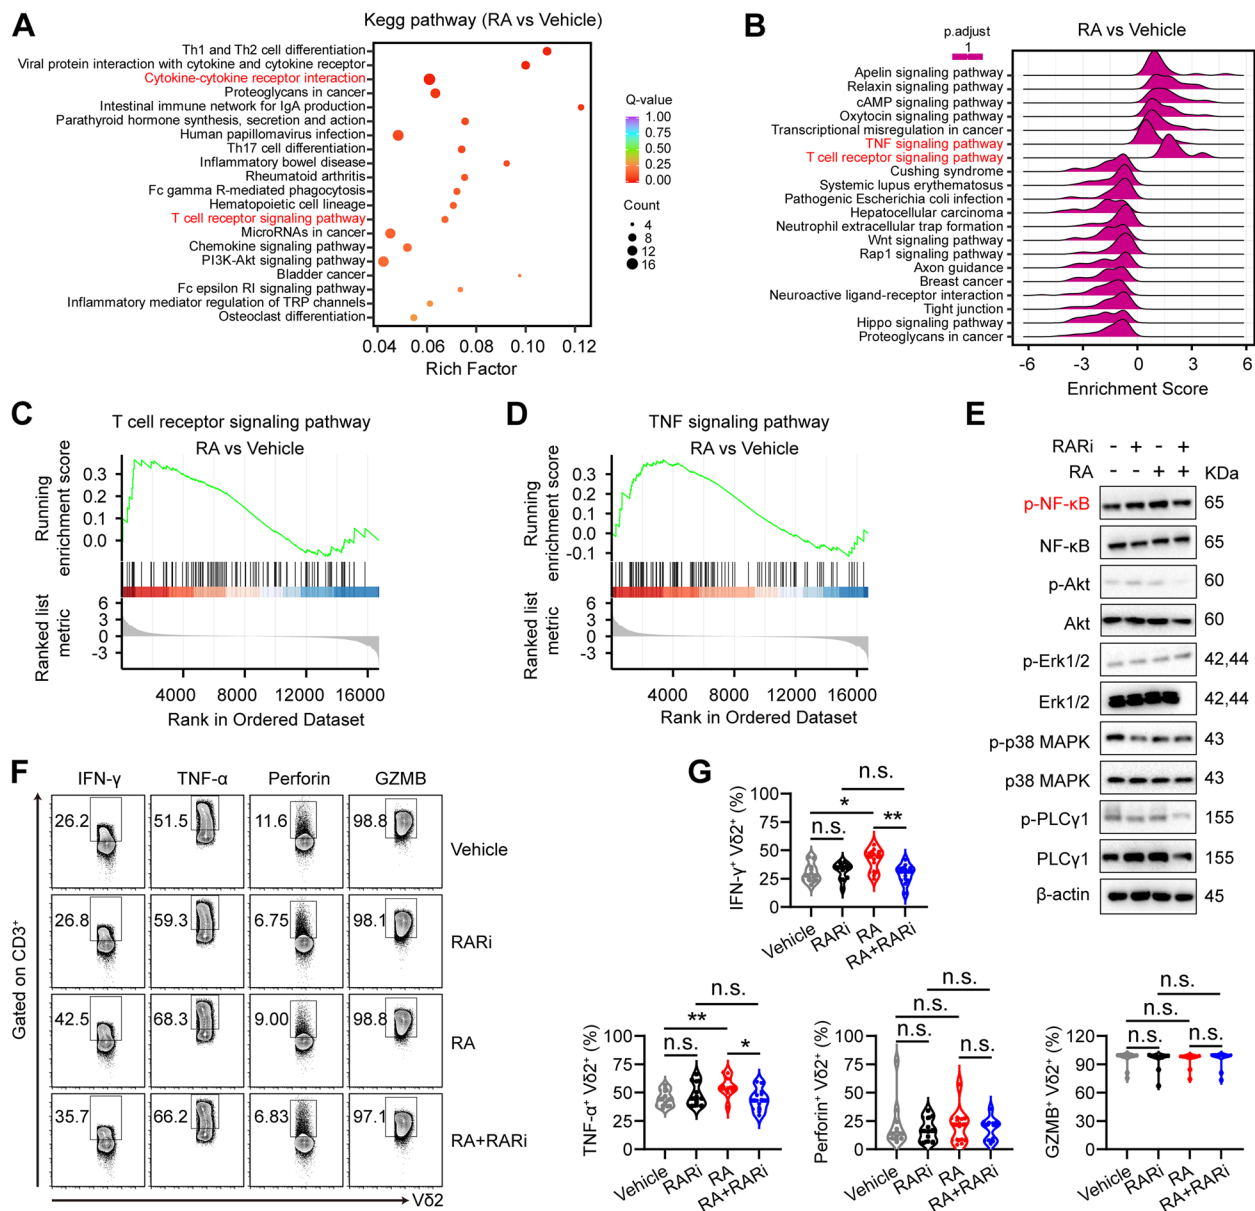 A
Kegg pathway (RA vs Vehicle)
Th1 and Th2 cell differentiation
Viral protein interaction with cytokine and cytokine receptor
Cytokine-cytokine receptor interaction
Proteoglycans in cancer
Intestinal immune network for IgA production
Parathyroid hormone synthesis, secretion and action
Human papillomavirus infection
Th17 cell differentiation
Inflammatory bowel disease
Rheumatoid arthritis
Fc gamma R-mediated phagocytosis
Hematopoietic cell lineage
T cell receptor signaling pathway
MicroRNAs in cancer
Chemokine signaling pathway
PI3K-Akt signaling pathway
Bladder cancer
Fc epsilon RI signaling pathway
Inflammatory mediator regulation of TRP channels
Osteoclast differentiation
0.04 0.06 0.08 0.10 0.12
Rich Factor
Q-value
1.00
0.75
0.50
0.25
0.00
Count
4
8
12
16
B
p.adjust
1
RA vs Vehicle
Apelin signaling pathway
Relaxin signaling pathway
cAMP signaling pathway
Oxytocin signaling pathway
Transcriptional misregulation in cancer
TNF signaling pathway
T cell receptor signaling pathway
Cushing syndrome
Systemic lupus erythematosus
Pathogenic Escherichia coli infection
Hepatocellular carcinoma
Neutrophil extracellular trap formation
Wnt signaling pathway
Rap1 signaling pathway
Axon guidance
Breast cancer
Neuroactive ligand-receptor interaction
Tight junction
Hippo signaling pathway
Proteoglycans in cancer
-6 -3 0 3 6
Enrichment Score
C
T cell receptor signaling pathway
RA vs Vehicle
Running
enrichment score
0.3
0.2
0.1
0.0
Ranked list
metric
6
3
0
-3
4000 8000 12000 16000
Rank in Ordered Dataset
D
TNF signaling pathway
RA vs Vehicle
Running
enrichment score
0.3
0.2
0.1
0.0
-0.1
Ranked list
metric
6
3
0
-3
4000 8000 12000 16000
Rank in Ordered Dataset
E
RARi - + - +
RA - - + + KDa
p-NF-κB 65
NF-κB 65
p-Akt 60
Akt 60
p-Erk1/2 42,44
Erk1/2 42,44
p-p38 MAPK 43
p38 MAPK 43
p-PLCγ1 155
PLCγ1 155
β-actin 45
F
IFN-γ TNF-α Perforin GZMB
26.2 51.5 11.6 98.8 Vehicle
26.8 59.3 6.75 98.1 RARi
42.5 68.3 9.00 98.8 RA
35.7 66.2 6.83 97.1 RA+RARi
Gated on CD3⁺
Vδ2
G
IFN-γ⁺ Vδ2⁺ (%)
100
75
50
25
0
n.s.
*
**
n.s.
Vehicle RARi RA RA+RARi
TNF-α⁺ Vδ2⁺ (%)
100
75
50
25
0
n.s.
**
*
n.s.
Vehicle RARi RA RA+RARi
Perforin⁺ Vδ2⁺ (%)
100
75
50
25
0
n.s.
n.s.
n.s.
n.s.
Vehicle RARi RA RA+RARi
GZMB⁺ Vδ2⁺ (%)
120
90
60
30
0
n.s.
n.s.
n.s.
n.s.
Vehicle RARi RA RA+RARi